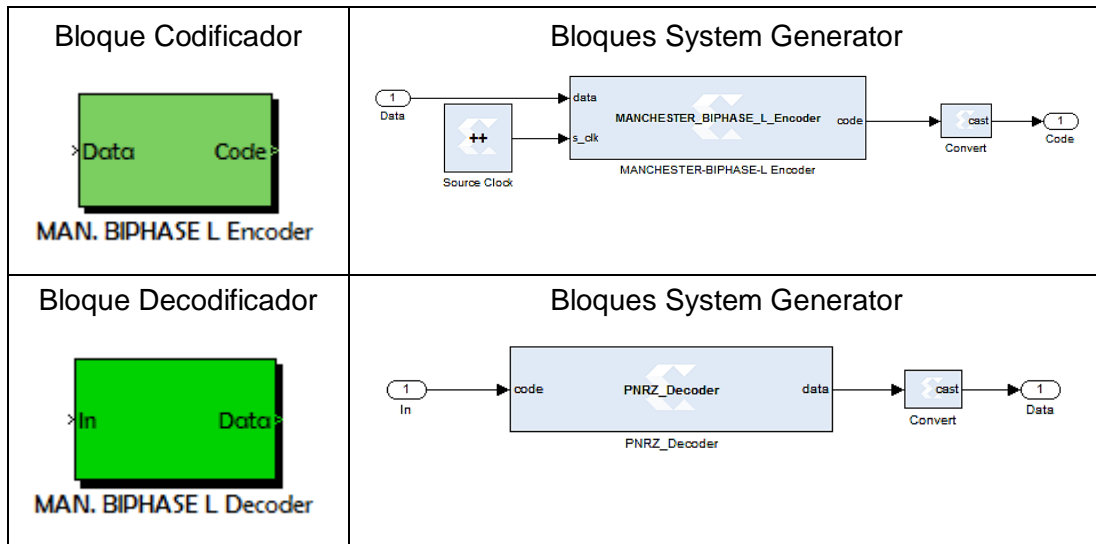 Bloque Codificador
Data
Code
MAN. BIPHASE L Encoder
Bloques System Generator
1
Data
++
Source Clock
data
s_clk
MANCHESTER_BIPHASE_L_Encoder
code
MANCHESTER-BIPHASE-L Encoder
cast
Convert
1
Code
Bloque Decodificador
In
Data
MAN. BIPHASE L Decoder
Bloques System Generator
1
In
code
PNRZ_Decoder
data
PNRZ_Decoder
cast
Convert
1
Data